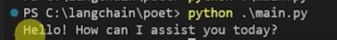 PS C:\langchain\poet> python .\main.py
Hello! How can I assist you today?